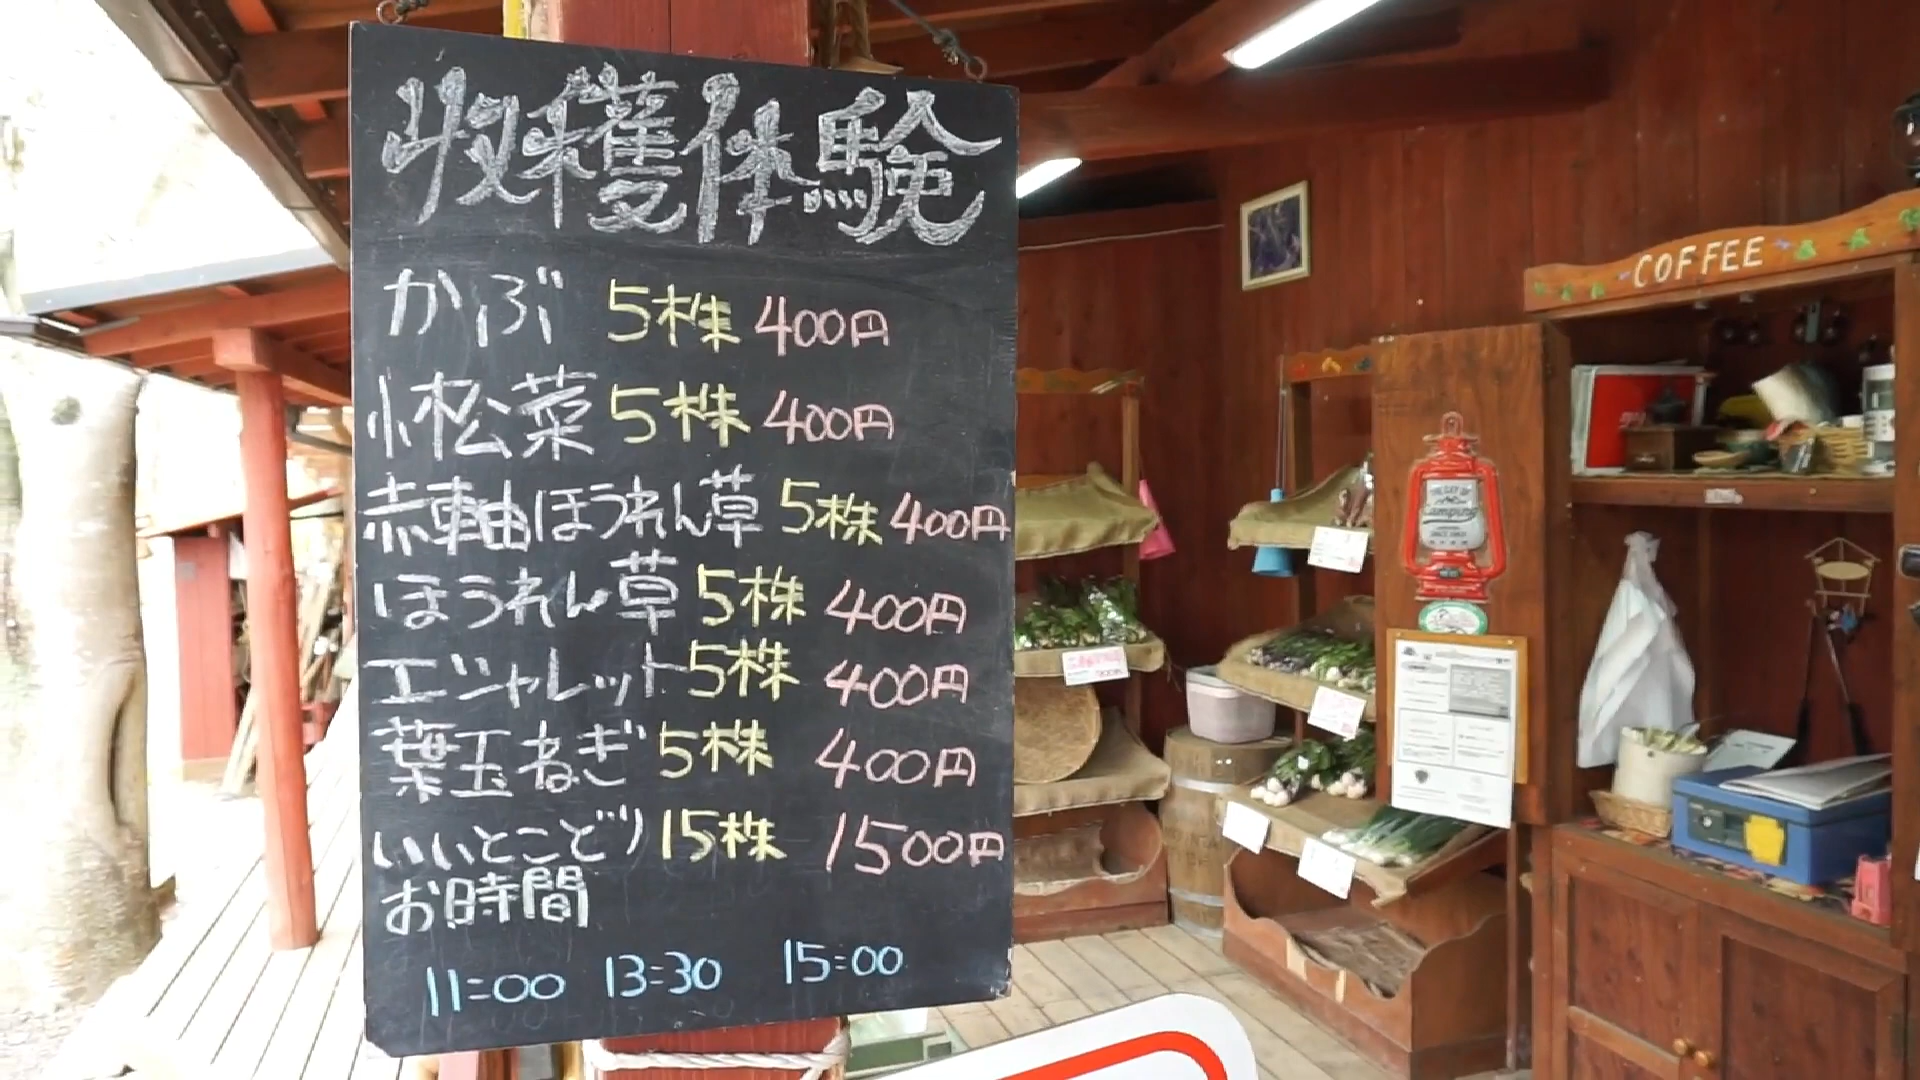 収穫体験
かぶ 5株 400円
小松菜 5株 400円
赤軸ほうれん草 5株 400円
ほうれん草 5株 400円
エシャレット 5株 400円
葉玉ねぎ 5株 400円
いいとこどり 15株 1500円
お時間
11:00 13:30 15:00
COFFEE
Camping